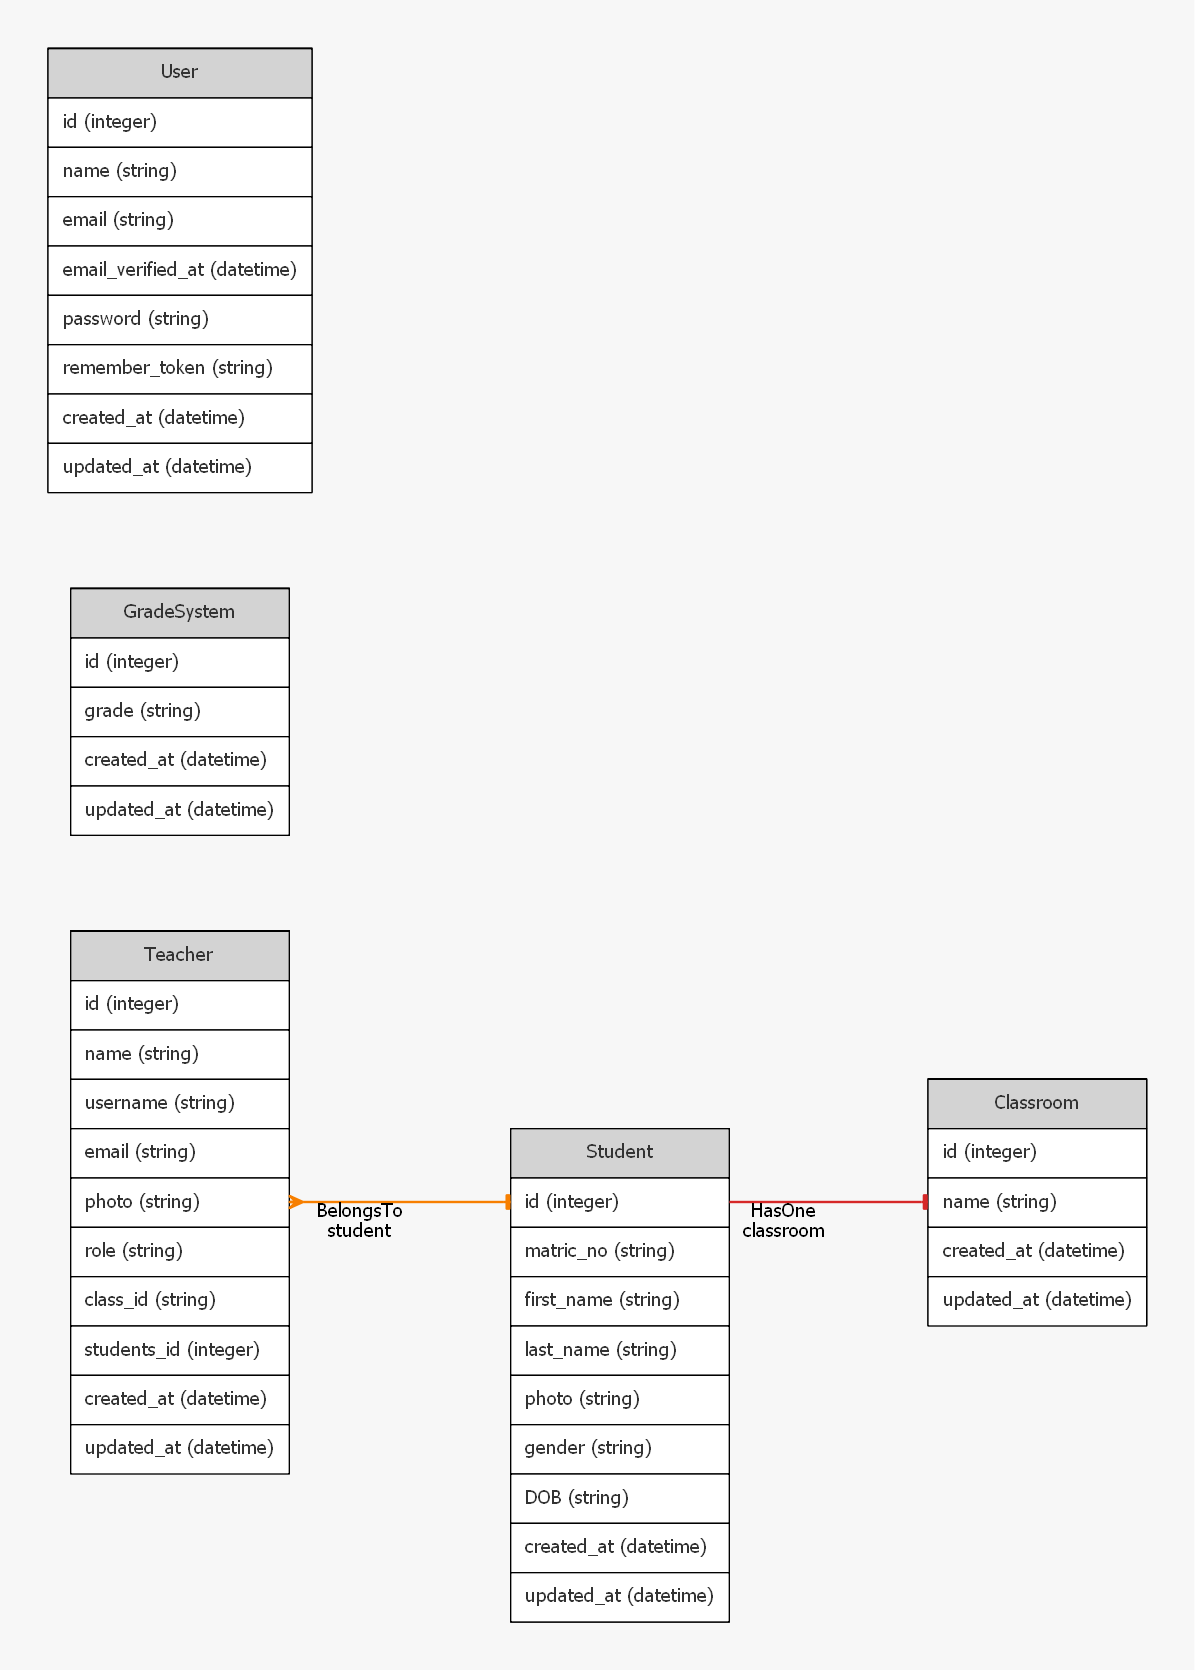 User
id (integer)
name (string)
email (string)
email_verified_at (datetime)
password (string)
remember_token (string)
created_at (datetime)
updated_at (datetime)
GradeSystem
id (integer)
grade (string)
created_at (datetime)
updated_at (datetime)
Teacher
id (integer)
name (string)
username (string)
email (string)
photo (string)
role (string)
class_id (string)
students_id (integer)
created_at (datetime)
updated_at (datetime)
BelongsTo
student
Student
id (integer)
matric_no (string)
first_name (string)
last_name (string)
photo (string)
gender (string)
DOB (string)
created_at (datetime)
updated_at (datetime)
HasOne
classroom
Classroom
id (integer)
name (string)
created_at (datetime)
updated_at (datetime)